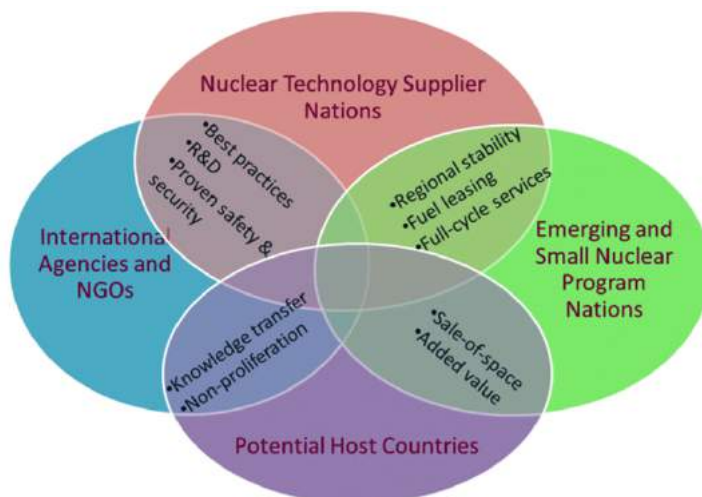 Nuclear Technology Supplier
Nations
•Best practices
•R&D
•Proven safety &
security
•Regional stability
•Fuel leasing
•Full-cycle services
International
Agencies and
NGOs
Emerging and
Small Nuclear
Program
Nations
•Knowledge transfer
•Non-proliferation
•Sale-of-space
•Added value
Potential Host Countries